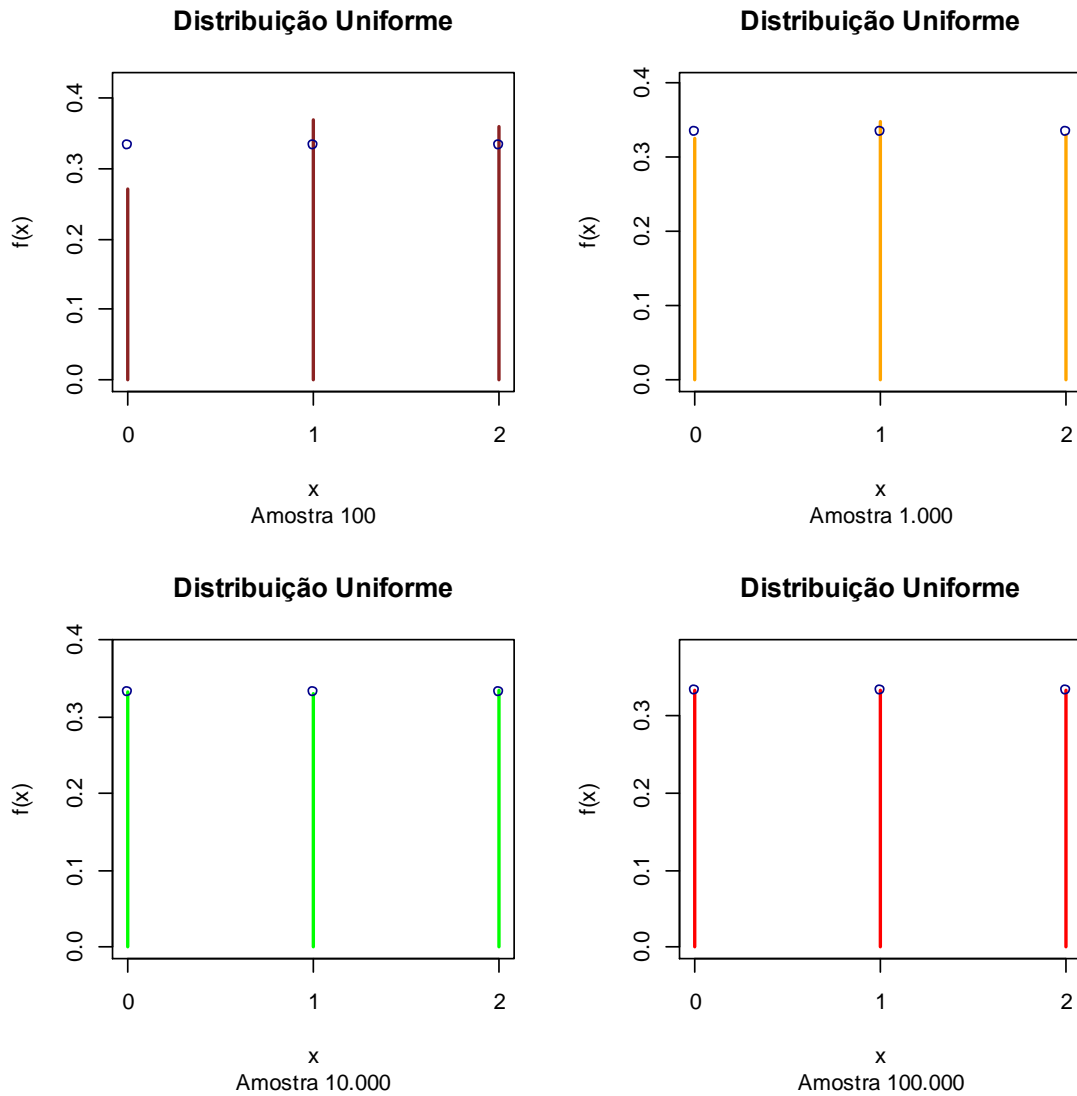 Distribuição Uniforme
f(x)
0.4
0.3
0.2
0.1
0.0
0 1 2
x
Amostra 100
Distribuição Uniforme
f(x)
0.4
0.3
0.2
0.1
0.0
0 1 2
x
Amostra 1.000
Distribuição Uniforme
f(x)
0.4
0.3
0.2
0.1
0.0
0 1 2
x
Amostra 10.000
Distribuição Uniforme
f(x)
0.3
0.2
0.1
0.0
0 1 2
x
Amostra 100.000